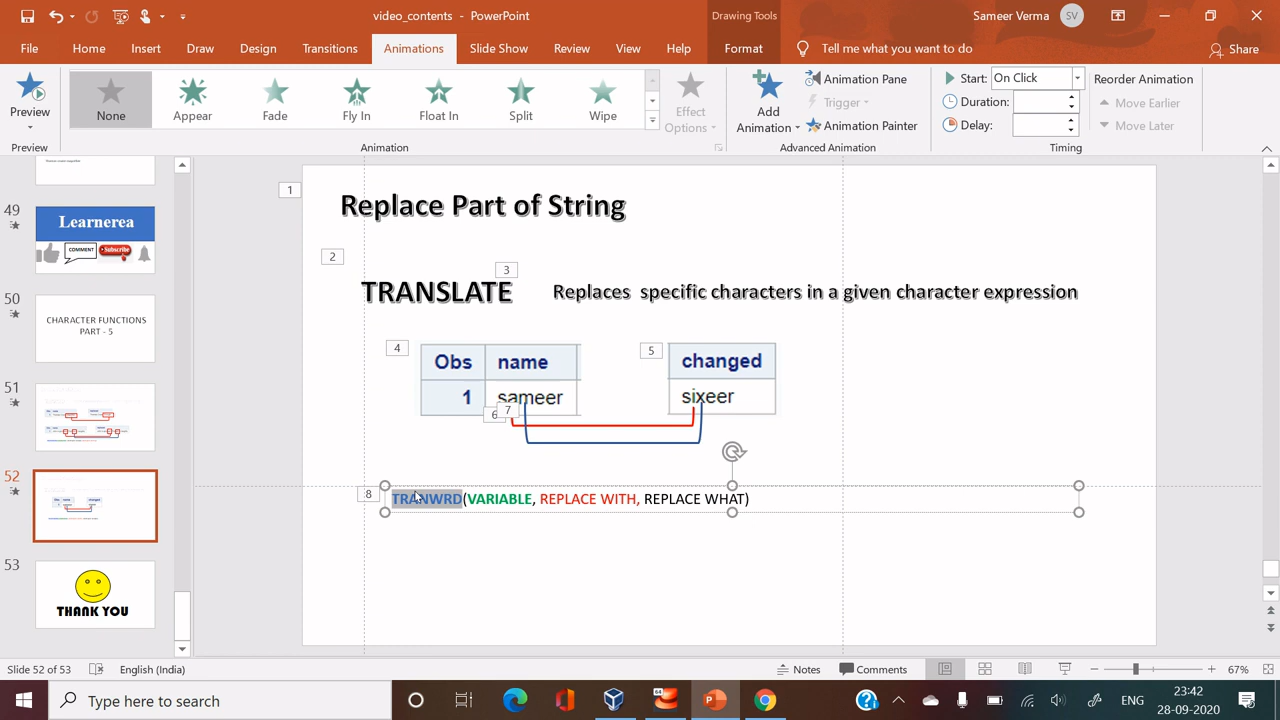 video_contents - PowerPoint
Drawing Tools
Sameer Verma
SV
File Home Insert Draw Design Transitions Animations Slide Show Review View Help Format Tell me what you want to do Share
Preview
None Appear Fade Fly In Float In Split Wipe
Effect Options
Add Animation
Animation Pane
Trigger
Animation Painter
Start: On Click
Duration:
Delay:
Reorder Animation
Move Earlier
Move Later
Preview Animation Advanced Animation Timing
49
Learnerea
COMMENT
Subscribe
50
CHARACTER FUNCTIONS
PART - 5
51
52
53
THANK YOU
1
Replace Part of String
2
3
TRANSLATE Replaces specific characters in a given character expression
4
5
Obs name changed
1 sameer sixeer
6 7
8
TRANWRD(VARIABLE, REPLACE WITH, REPLACE WHAT)
Slide 52 of 53 English (India) Notes Comments 67%
Type here to search
64
ENG
23:42
28-09-2020